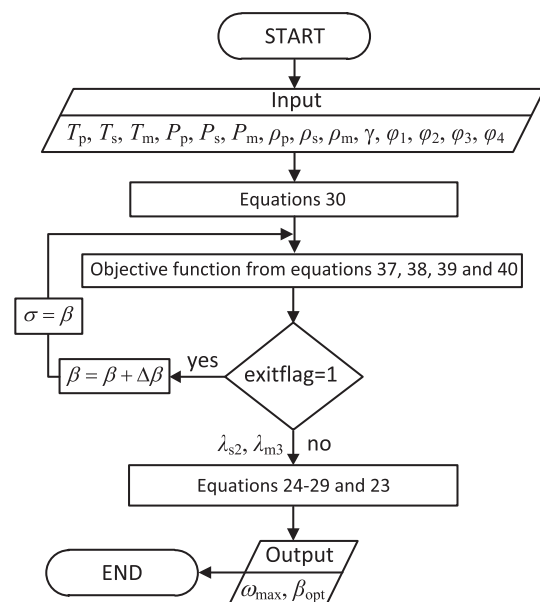 START
Input
Tp, Ts, Tm, Pp, Ps, Pm, ρp, ρs, ρm, γ, φ1, φ2, φ3, φ4
Equations 30
Objective function from equations 37, 38, 39 and 40
σ = β
yes
β = β + Δβ
exitflag=1
λs2, λm3 no
Equations 24-29 and 23
Output
END
ωmax, βopt